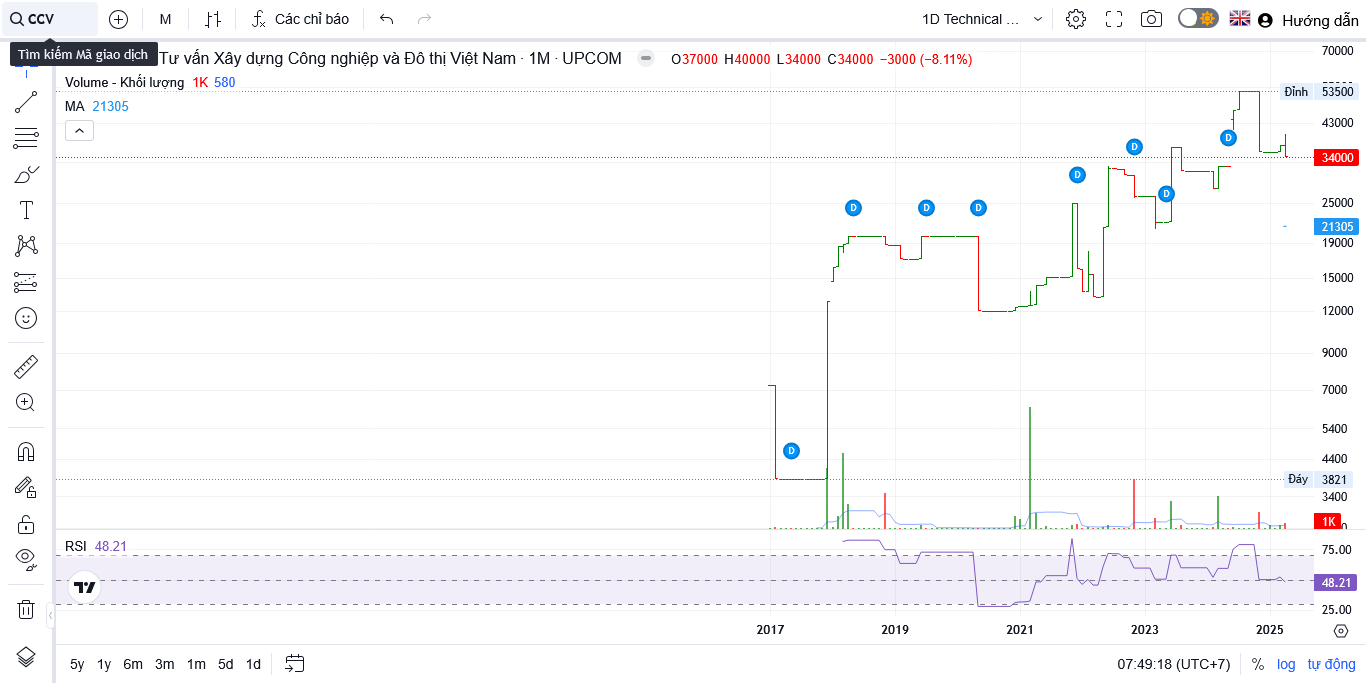 CCV
M
Các chỉ báo
1D Technical ...
Hướng dẫn
Tìm kiếm Mã giao dịch
Tư vấn Xây dựng Công nghiệp và Đô thị Việt Nam · 1M · UPCOM
O37000 H40000 L34000 C34000 −3000 (−8.11%)
Volume - Khối lượng 1K 580
MA 21305
70000
Đỉnh 53500
43000
34000
25000
21305
19000
15000
12000
9000
7000
5400
4400
Đáy 3821
3400
1K
D
D
D
D
D
D
D
D
RSI 48.21
75.00
48.21
25.00
2017 2019 2021 2023 2025
5y 1y 6m 3m 1m 5d 1d
07:49:18 (UTC+7) % log tự động